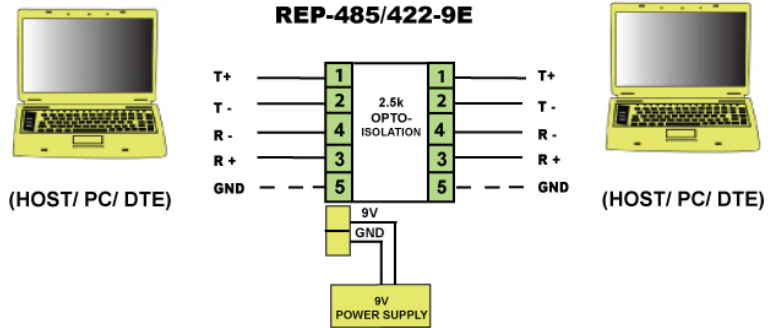 REP-485/422-9E
T+ 1 1 T+
T - 2 2.5k 2 T -
OPTO-
R - 4 ISOLATION 4 R -
R + 3 3 R +
GND 5 5 GND
(HOST/ PC/ DTE) (HOST/ PC/ DTE)
9V
GND
9V
POWER SUPPLY